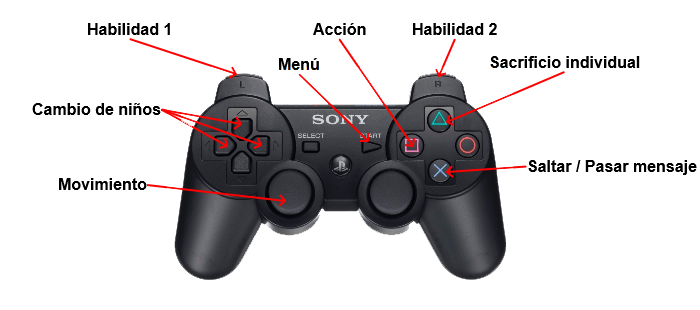 Habilidad 1
Acción
Habilidad 2
Menú
Sacrificio individual
L
R
Cambio de niños
SONY
SELECT
START
Saltar / Pasar mensaje
Movimiento